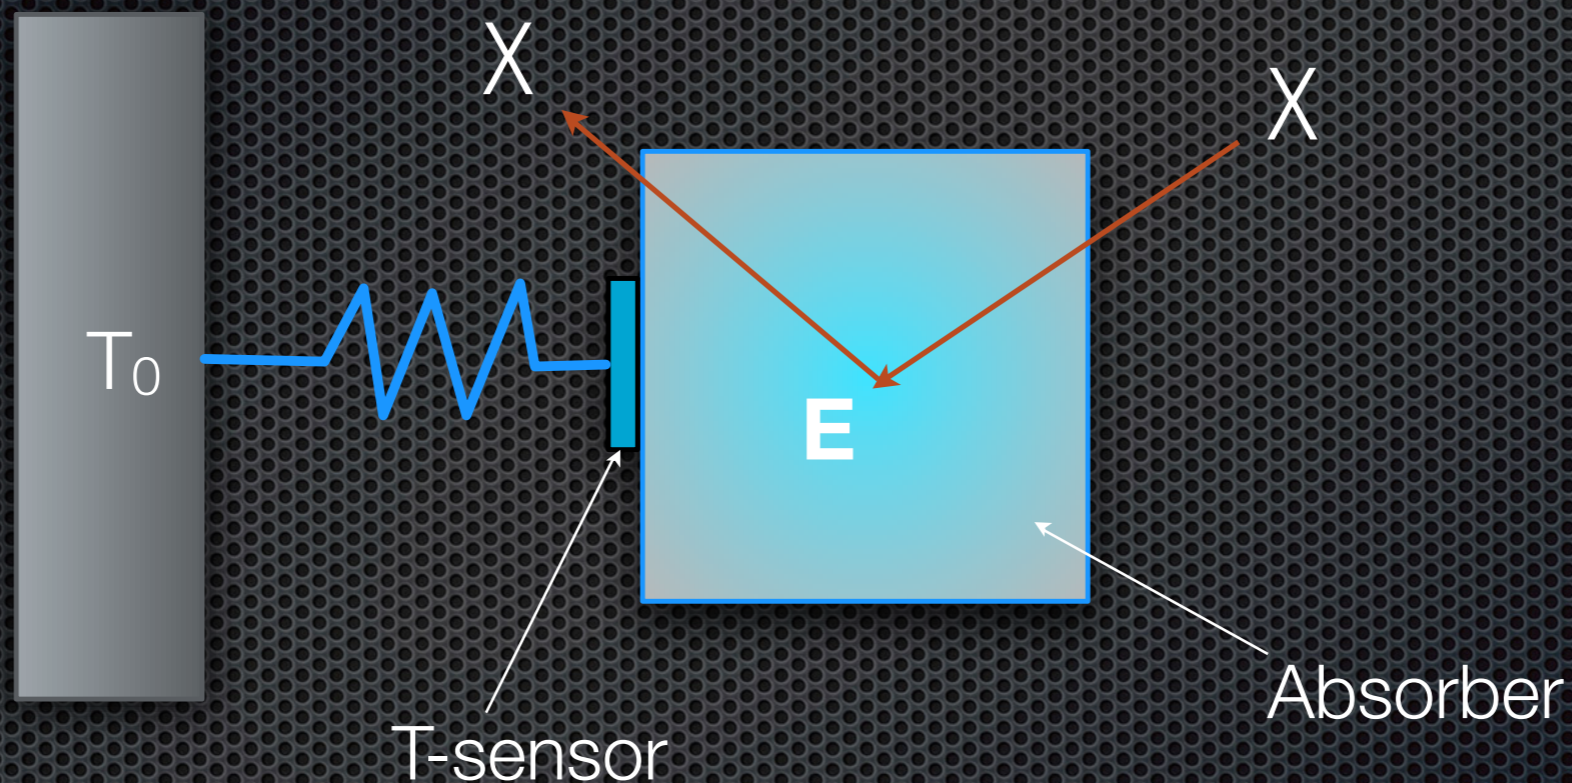 X
X
T₀
E
Absorber
T-sensor